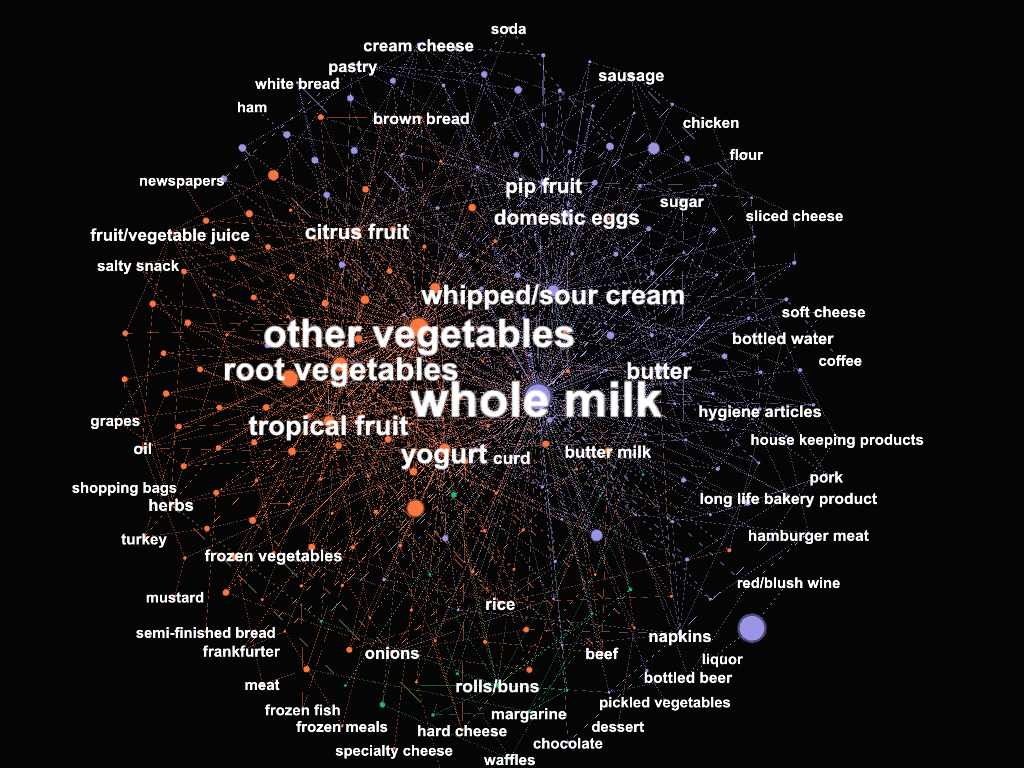 soda
cream cheese
pastry
sausage
white bread
ham
brown bread
chicken
flour
newspapers
pip fruit
sugar
domestic eggs
sliced cheese
citrus fruit
fruit/vegetable juice
salty snack
whipped/sour cream
soft cheese
other vegetables
bottled water
coffee
root vegetables
butter
whole milk
hygiene articles
grapes
tropical fruit
house keeping products
oil
yogurt
curd
butter milk
pork
shopping bags
long life bakery product
herbs
turkey
hamburger meat
frozen vegetables
red/blush wine
mustard
rice
semi-finished bread
napkins
frankfurter
onions
beef
liquor
bottled beer
meat
rolls/buns
pickled vegetables
frozen fish
margarine
frozen meals
hard cheese
dessert
chocolate
specialty cheese
waffles